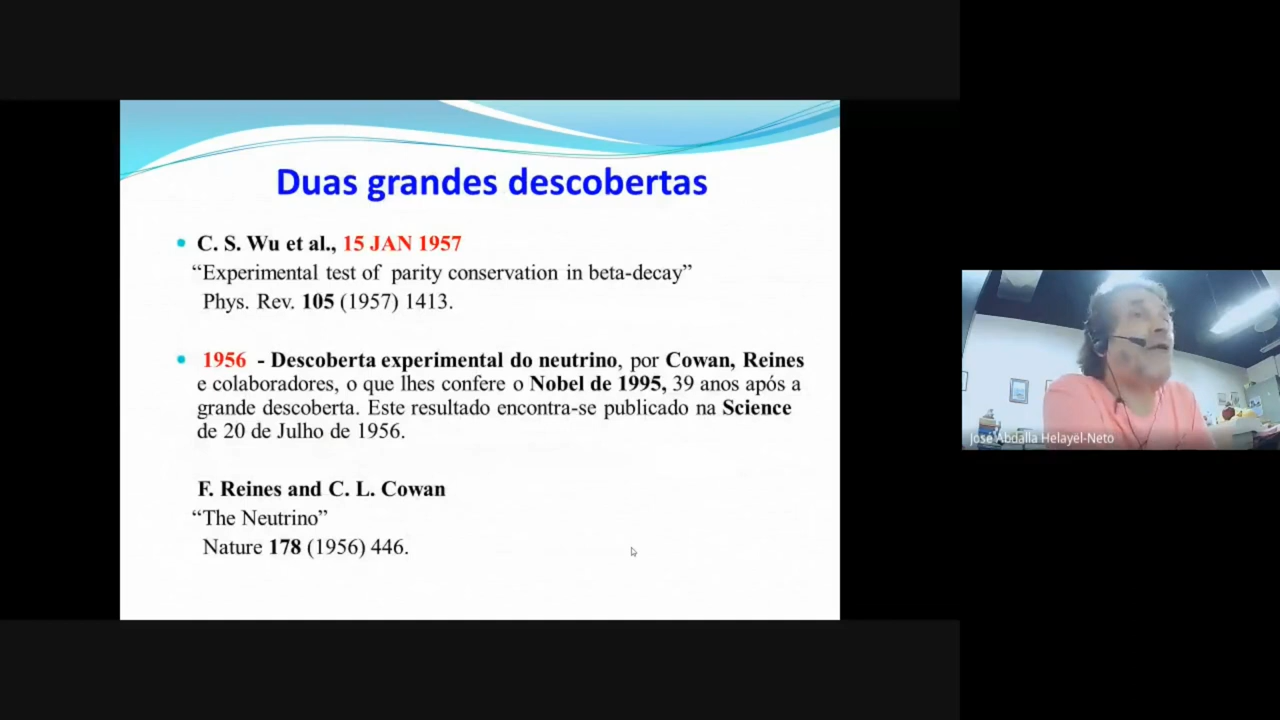 Duas grandes descobertas
• C. S. Wu et al., 15 JAN 1957
“Experimental test of parity conservation in beta-decay”
Phys. Rev. 105 (1957) 1413.
• 1956 - Descoberta experimental do neutrino, por Cowan, Reines
e colaboradores, o que lhes confere o Nobel de 1995, 39 anos após a
grande descoberta. Este resultado encontra-se publicado na Science
de 20 de Julho de 1956.
F. Reines and C. L. Cowan
“The Neutrino”
Nature 178 (1956) 446.
José Abdalla Helayel-Neto